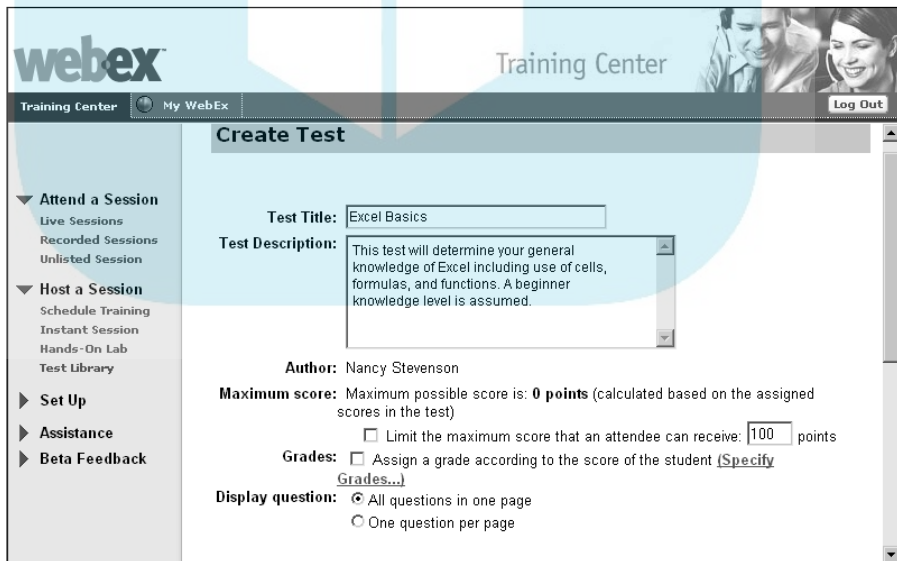 webex
Training Center
Training Center
My WebEx
Log Out
Create Test
Attend a Session
Live Sessions
Recorded Sessions
Unlisted Session
Host a Session
Schedule Training
Instant Session
Hands-On Lab
Test Library
Set Up
Assistance
Beta Feedback
Test Title: Excel Basics
Test Description: This test will determine your general
knowledge of Excel including use of cells,
formulas, and functions. A beginner
knowledge level is assumed.
Author: Nancy Stevenson
Maximum score: Maximum possible score is: 0 points (calculated based on the assigned
scores in the test)
Limit the maximum score that an attendee can receive: 100 points
Grades: Assign a grade according to the score of the student (Specify
Grades...)
Display question: All questions in one page
One question per page